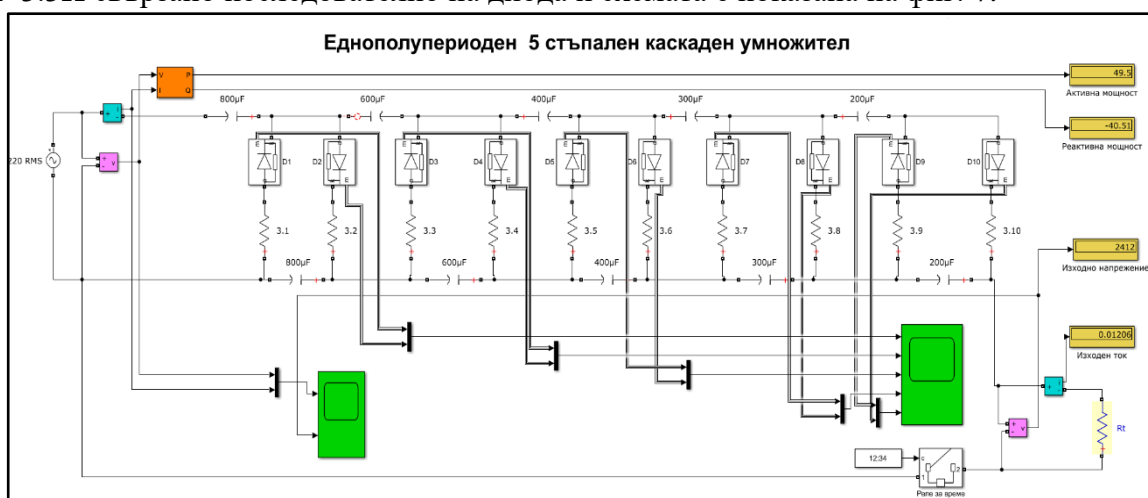 Еднополупериоден 5 стъпален каскаден умножител
V P
I Q
49.5
Активна мощност
-40.51
Реактивна мощност
800μF 600μF 400μF 300μF 200μF
220 RMS
D1 D2 D3 D4 D5 D6 D7 D8 D9 D10
3.1 3.2 3.3 3.4 3.5 3.6 3.7 3.8 3.9 3.10
800μF 600μF 400μF 300μF 200μF
2412
Изходно напрежение
0.01206
Изходен ток
Rt
12:34
c
1 2
Реле за време